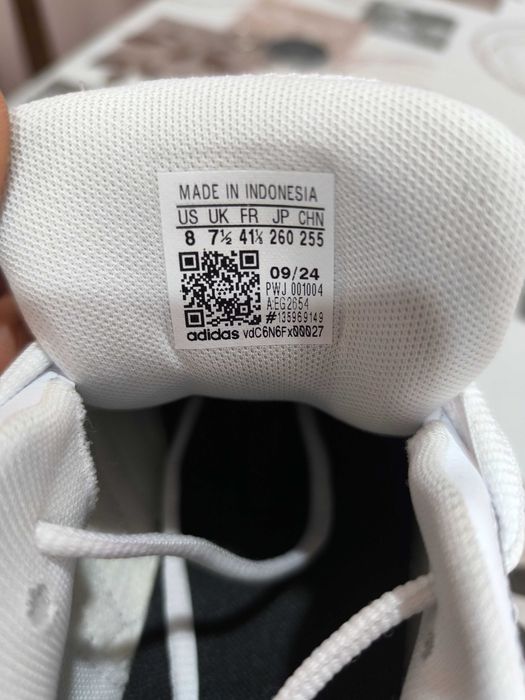 MADE IN INDONESIA
US UK FR JP CHN
8 7½ 41⅓ 260 255
09/24
PWJ 001004
A:EG2654
#135969149
adidas vdC6N6Fx00027